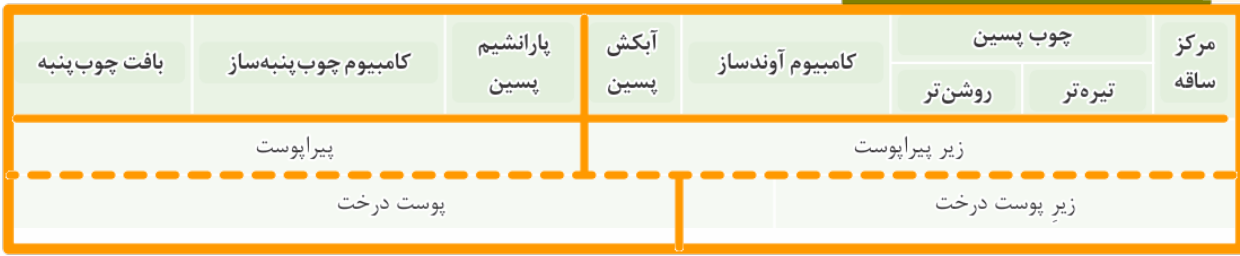 مرکز ساقه
چوب پسین
تیره‌تر
روشن‌تر
کامبیوم آوندساز
آبکش پسین
پارانشیم پسین
کامبیوم چوب‌پنبه‌ساز
بافت چوب‌پنبه
زیر پیراپوست
پیراپوست
زیرِ پوست درخت
پوست درخت